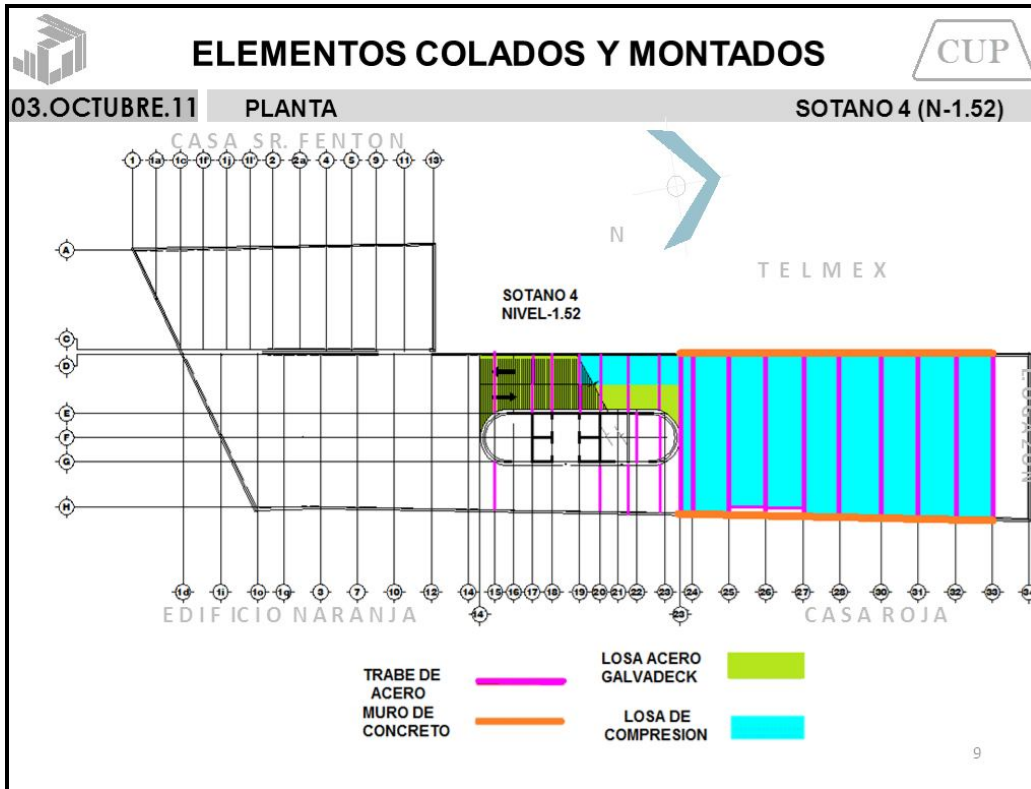 ELEMENTOS COLADOS Y MONTADOS
CUP
03.OCTUBRE.11 PLANTA SOTANO 4 (N-1.52)
CASA SR. FENTON
1 1a 1c 1f 1j 1f' 2 2a 4 5 9 11 13
N
A
TELMEX
SOTANO 4
NIVEL-1.52
C
D
E
F
G
H
1d 1i 1o 1g 3 7 10 12 14 15 16 17 18 19 20 21 22 23 24 25 26 27 28 30 31 32 33 34
14' 23'
EDIFICIO NARANJA
CASA ROJA
TRABE DE
ACERO
MURO DE
CONCRETO
LOSA ACERO
GALVADECK
LOSA DE
COMPRESION
9